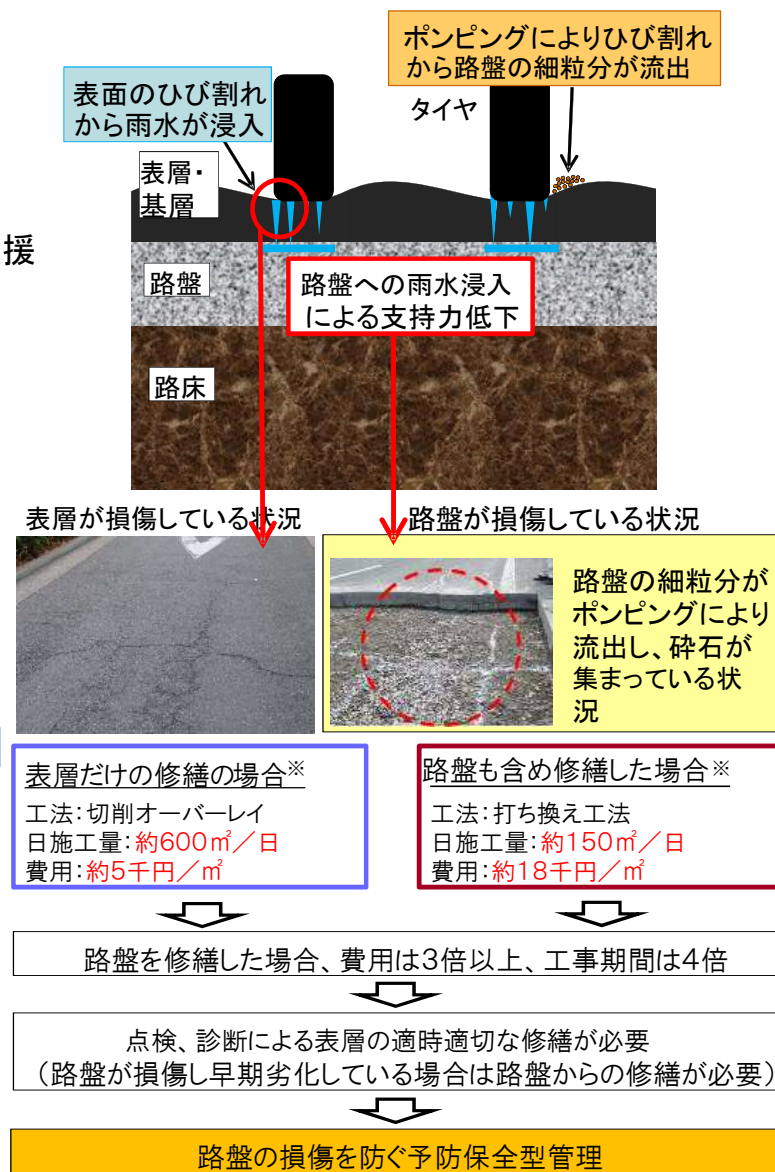 ポンピングによりひび割れ
から路盤の細粒分が流出
表面のひび割れ
から雨水が浸入
タイヤ
表層・
基層
援
路盤
路盤への雨水浸入
による支持力低下
路床
表層が損傷している状況
路盤が損傷している状況
路盤の細粒分が
ポンピングにより
流出し、砕石が
集まっている状
況
表層だけの修繕の場合※
工法：切削オーバーレイ
日施工量：約600㎡／日
費用：約5千円／㎡
路盤も含め修繕した場合※
工法：打ち換え工法
日施工量：約150㎡／日
費用：約18千円／㎡
路盤を修繕した場合、費用は3倍以上、工事期間は4倍
点検、診断による表層の適時適切な修繕が必要
（路盤が損傷し早期劣化している場合は路盤からの修繕が必要）
路盤の損傷を防ぐ予防保全型管理